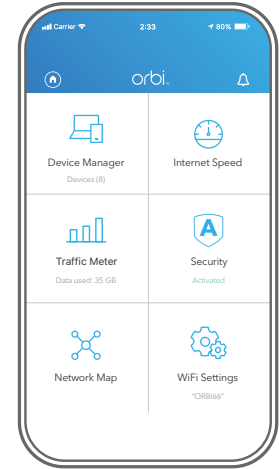 Carrier 2:33 80%
orbi
Device Manager Internet Speed
Devices (8)
A
Traffic Meter Security
Data used: 35 GB Activated
Network Map WiFi Settings
"ORBI66"